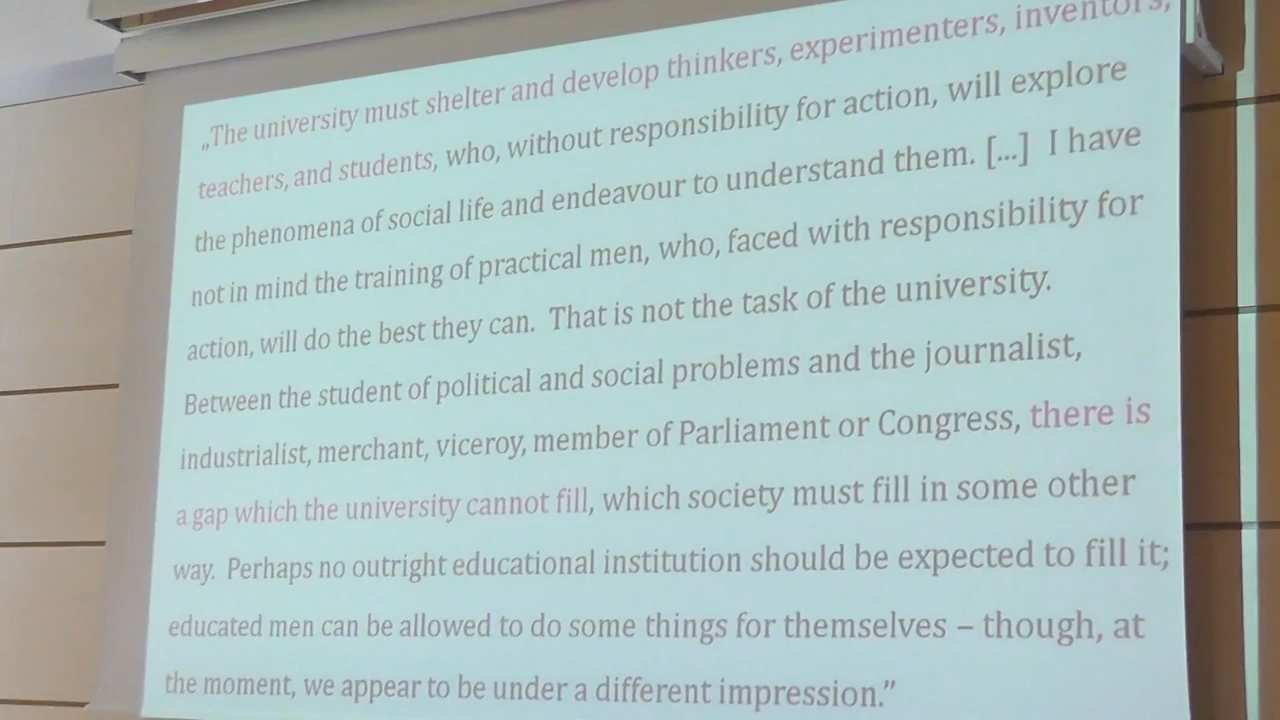 „The university must shelter and develop thinkers, experimenters, inventors,
teachers, and students, who, without responsibility for action, will explore
the phenomena of social life and endeavour to understand them. [...] I have
not in mind the training of practical men, who, faced with responsibility for
action, will do the best they can. That is not the task of the university.
Between the student of political and social problems and the journalist,
industrialist, merchant, viceroy, member of Parliament or Congress, there is
a gap which the university cannot fill, which society must fill in some other
way. Perhaps no outright educational institution should be expected to fill it;
educated men can be allowed to do some things for themselves – though, at
the moment, we appear to be under a different impression.”